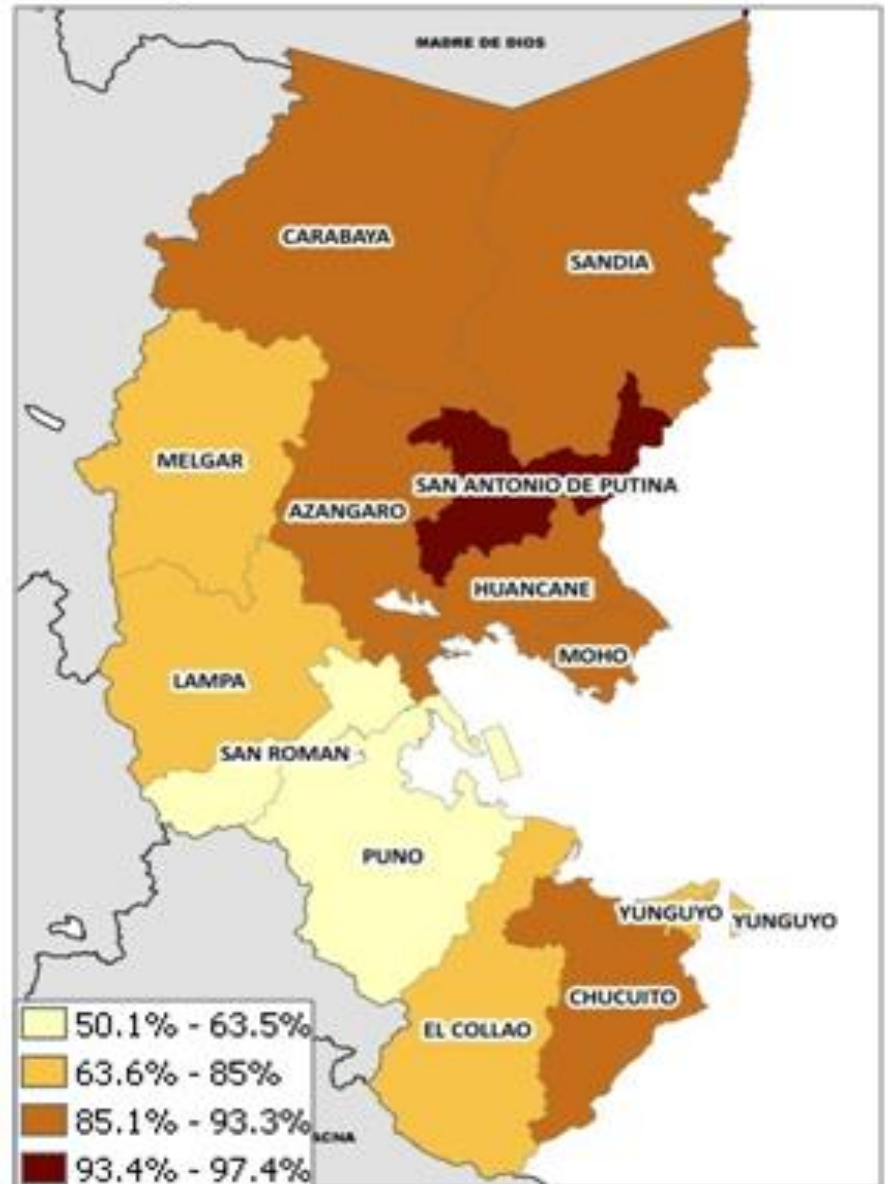 MADRE DE DIOS
CARABAYA
SANDIA
MELGAR
SAN ANTONIO DE PUTINA
AZANGARO
HUANCANE
MOHO
LAMPA
SAN ROMAN
PUNO
YUNGUYO
YUNGUYO
CHUCUITO
EL COLLAO
50.1% - 63.5%
63.6% - 85%
85.1% - 93.3%
93.4% - 97.4%